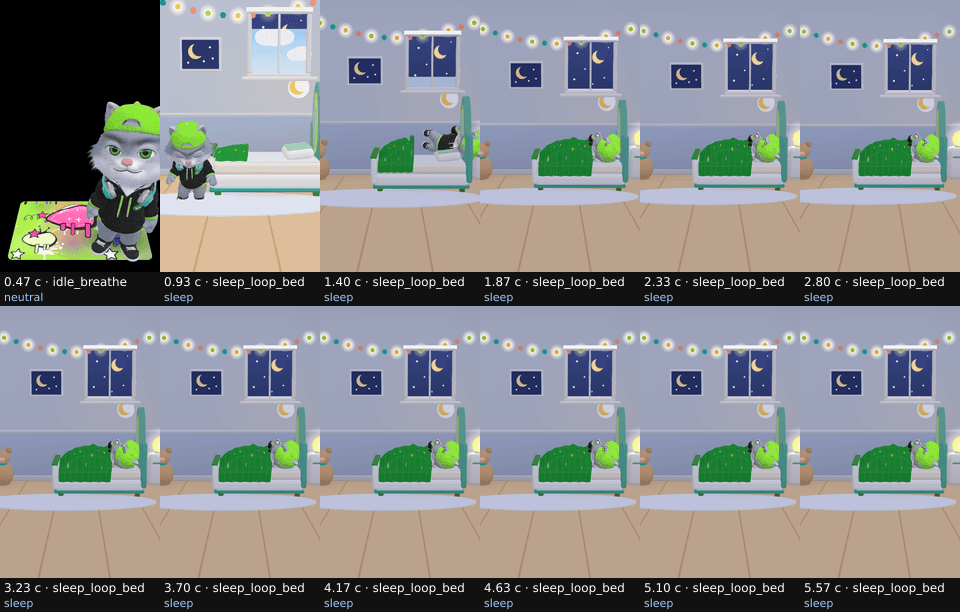 0.47 с · idle_breathe
neutral
0.93 с · sleep_loop_bed
sleep
1.40 с · sleep_loop_bed
sleep
1.87 с · sleep_loop_bed
sleep
2.33 с · sleep_loop_bed
sleep
2.80 с · sleep_loop_bed
sleep
3.23 с · sleep_loop_bed
sleep
3.70 с · sleep_loop_bed
sleep
4.17 с · sleep_loop_bed
sleep
4.63 с · sleep_loop_bed
sleep
5.10 с · sleep_loop_bed
sleep
5.57 с · sleep_loop_bed
sleep